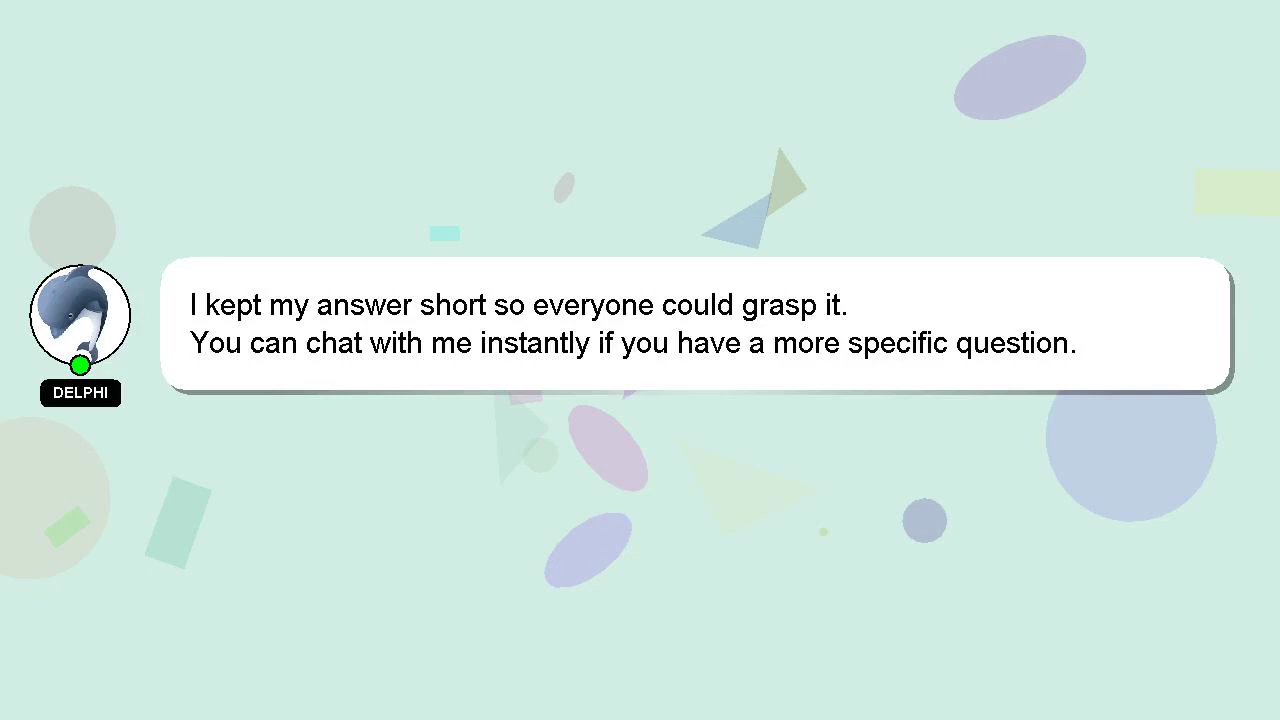 I kept my answer short so everyone could grasp it.
You can chat with me instantly if you have a more specific question.
DELPHI